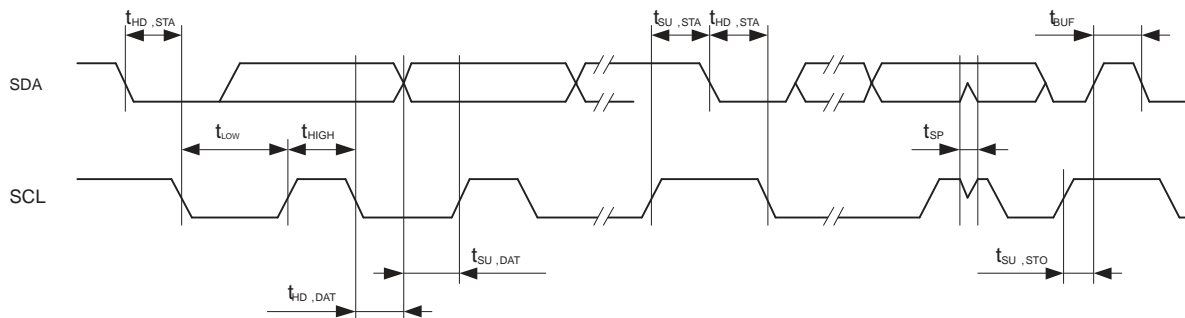 tHD,STA
tSU,STA tHD,STA
tBUF
SDA
tLOW tHIGH
tSP
SCL
tSU,DAT
tSU,STO
tHD,DAT